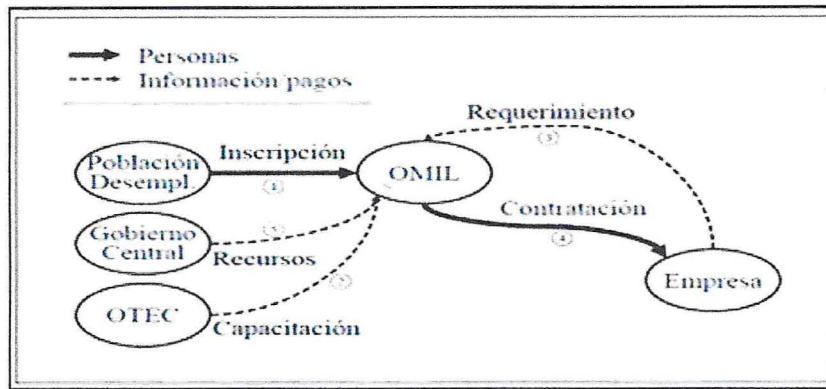 Personas
Información/pagos
Requerimiento
Inscripción
Población
Desempl.
OMIL
Contratación
Gobierno
Central
Recursos
Empresa
OTEC
Capacitación